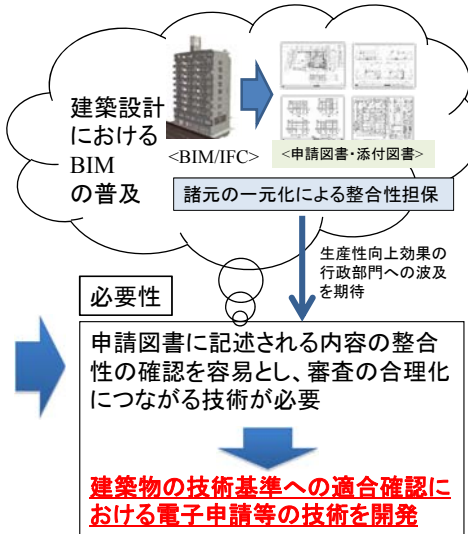 建築設計
における
BIM
の普及
<BIM/IFC>
<申請図書・添付図書>
諸元の一元化による整合性担保
生産性向上効果の
行政部門への波及
を期待
必要性
申請図書に記述される内容の整合
性の確認を容易とし、審査の合理化
につながる技術が必要
建築物の技術基準への適合確認に
おける電子申請等の技術を開発